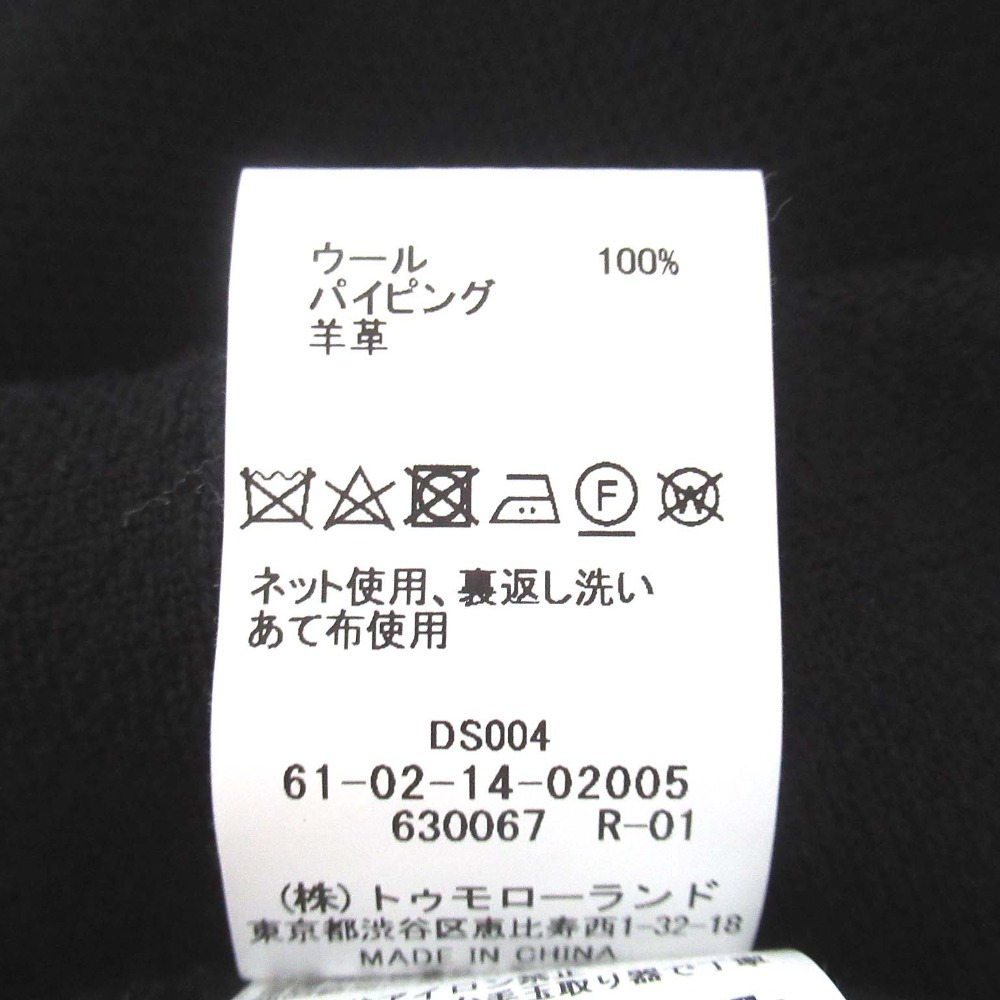 ウール 100%
パイピング
羊革
F
W
ネット使用、裏返し洗い
あて布使用
DS004
61-02-14-02005
630067 R-01
(株)トゥモローランド
東京都渋谷区恵比寿西1-32-18
MADE IN CHINA